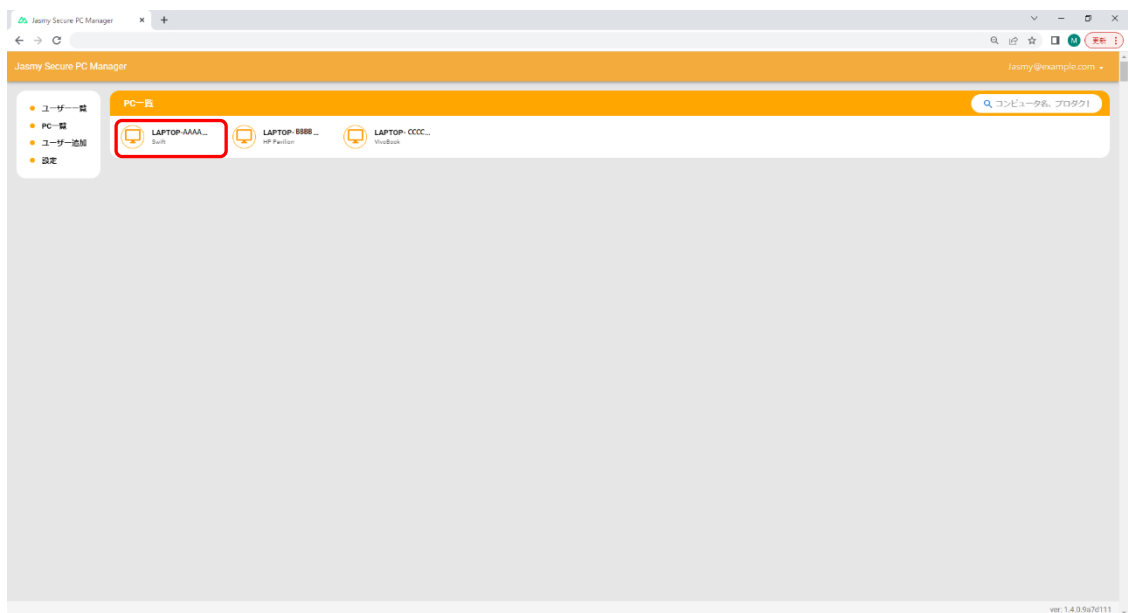 Jasmy Secure PC Manager
更新
Jasmy Secure PC Manager
Jasmy@example.com
ユーザー一覧
PC一覧
ユーザー追加
設定
PC一覧
コンピュータ名、プロダクト
LAPTOP-AAAA...
Swift
LAPTOP-BBBB...
HP Pavilion
LAPTOP- CCCC...
VivoBook
M
ver: 1.4.0.9a7d111